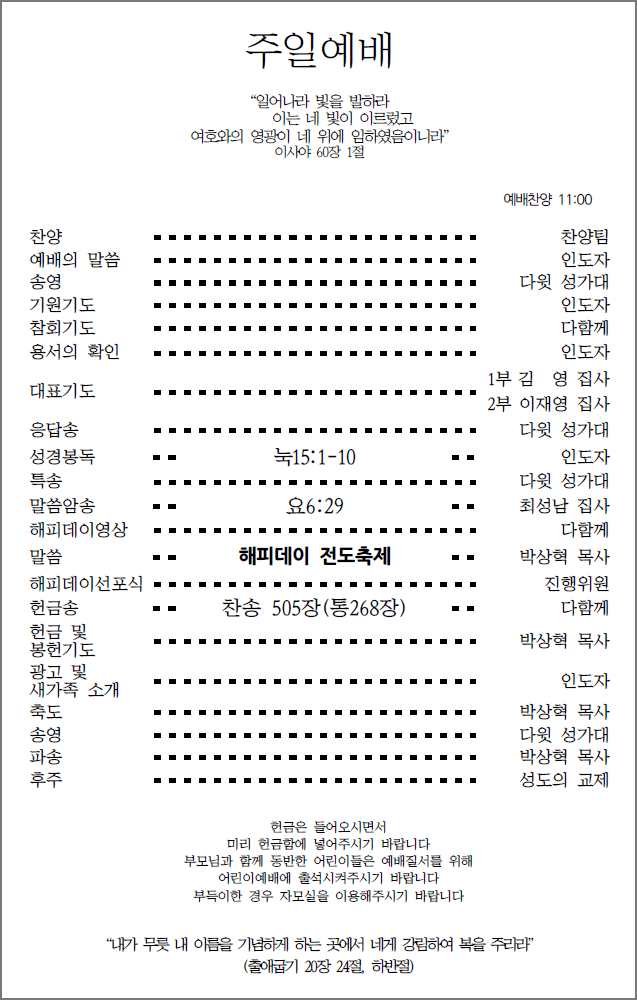 주일예배
“일어나라 빛을 발하라
이는 네 빛이 이르렀고
여호와의 영광이 네 위에 임하였음이니라”
이사야 60장 1절
예배찬양 11:00
찬양 찬양팀
예배의 말씀 인도자
송영 다윗 성가대
기원기도 인도자
참회기도 다함께
용서의 확인 인도자
대표기도 1부 김 영 집사
2부 이재영 집사
응답송 다윗 성가대
성경봉독 눅15:1-10 인도자
특송 다윗 성가대
말씀암송 요6:29 최성남 집사
해피데이영상 다함께
말씀 해피데이 전도축제 박상혁 목사
해피데이선포식 진행위원
헌금송 찬송 505장(통268장) 다함께
헌금 및
봉헌기도 박상혁 목사
광고 및
새가족 소개 인도자
축도 박상혁 목사
송영 다윗 성가대
파송 박상혁 목사
후주 성도의 교제
헌금은 들어오시면서
미리 헌금함에 넣어주시기 바랍니다
부모님과 함께 동반한 어린이들은 예배질서를 위해
어린이예배에 출석시켜주시기 바랍니다
부득이한 경우 자모실을 이용해주시기 바랍니다
“내가 무릇 내 이름을 기념하게 하는 곳에서 네게 강림하여 복을 주리라”
(출애굽기 20장 24절, 하반절)